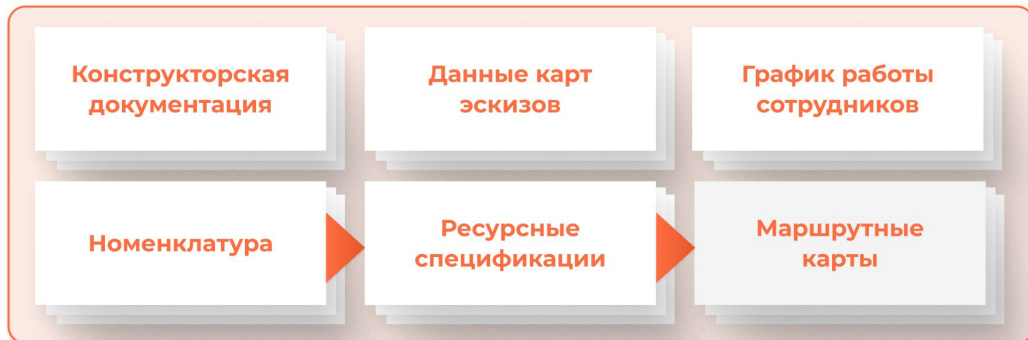 Конструкторская
документация
Данные карт
эскизов
График работы
сотрудников
Номенклатура
Ресурсные
спецификации
Маршрутные
карты